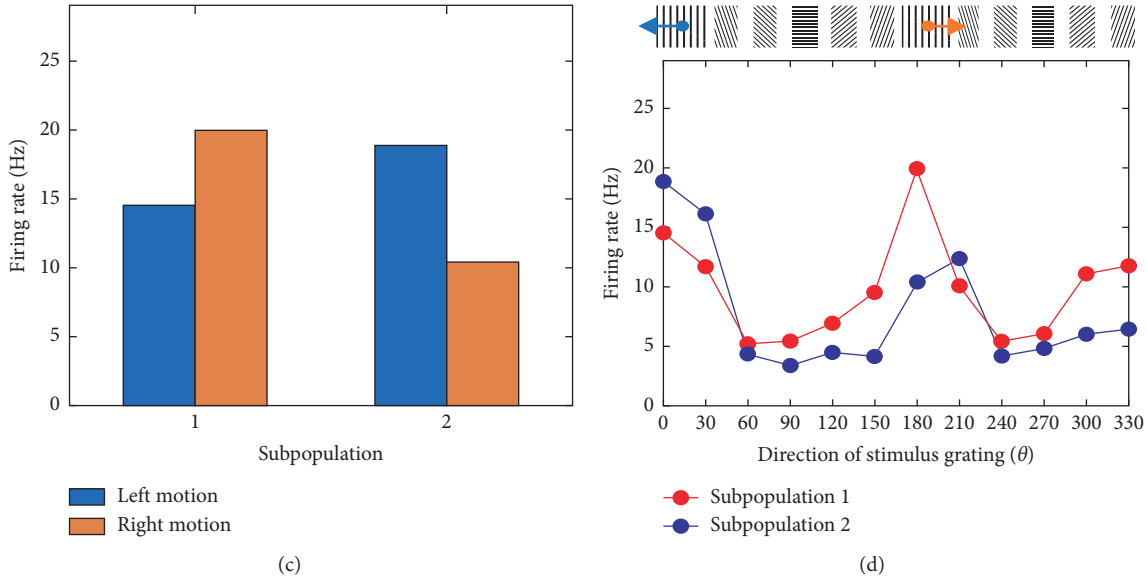 Firing rate (Hz)
25
20
15
10
5
0
1
2
Subpopulation
Left motion
Right motion
(c)
Firing rate (Hz)
25
20
15
10
5
0
0 30 60 90 120 150 180 210 240 270 300 330
Direction of stimulus grating (θ)
Subpopulation 1
Subpopulation 2
(d)